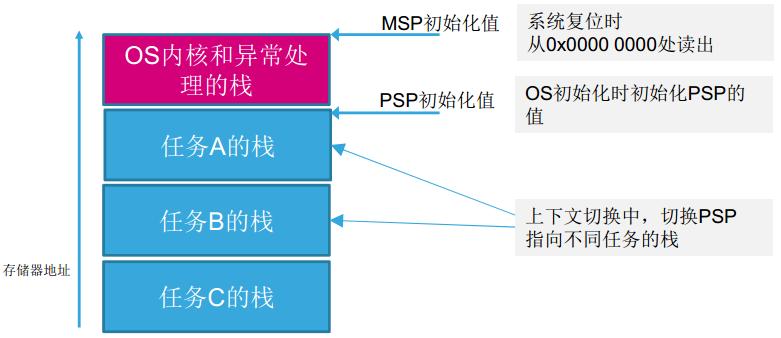 MSP初始化值
系统复位时
从0x0000 0000处读出
OS内核和异常处
理的栈
PSP初始化值
OS初始化时初始化PSP的
值
任务A的栈
任务B的栈
上下文切换中，切换PSP
指向不同任务的栈
存储器地址
任务C的栈